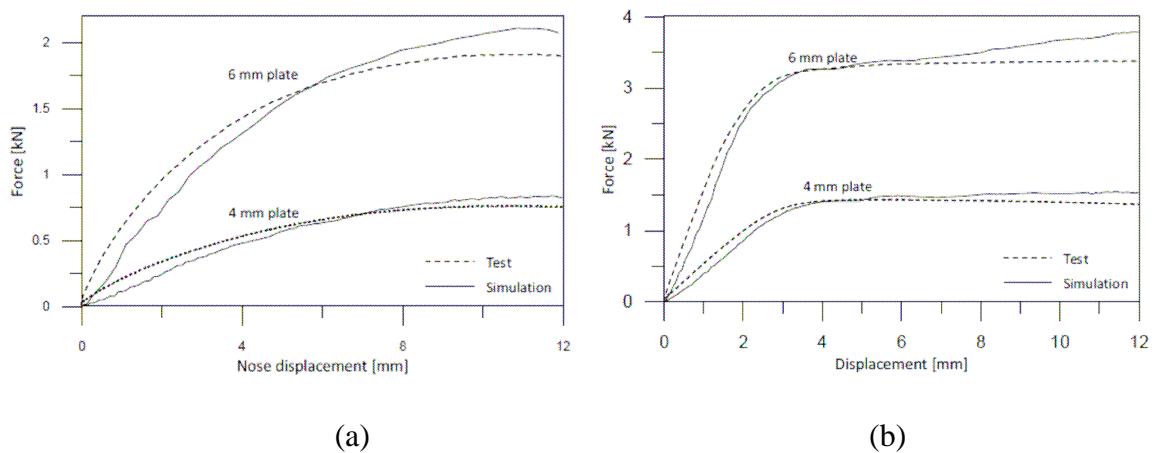 2
1.5
1
0.5
0
Force [kN]
6 mm plate
4 mm plate
Test
Simulation
0 4 8 12
Nose displacement [mm]
(a)
4
3
2
1
0
Force [kN]
6 mm plate
4 mm plate
Test
Simulation
0 2 4 6 8 10 12
Displacement [mm]
(b)